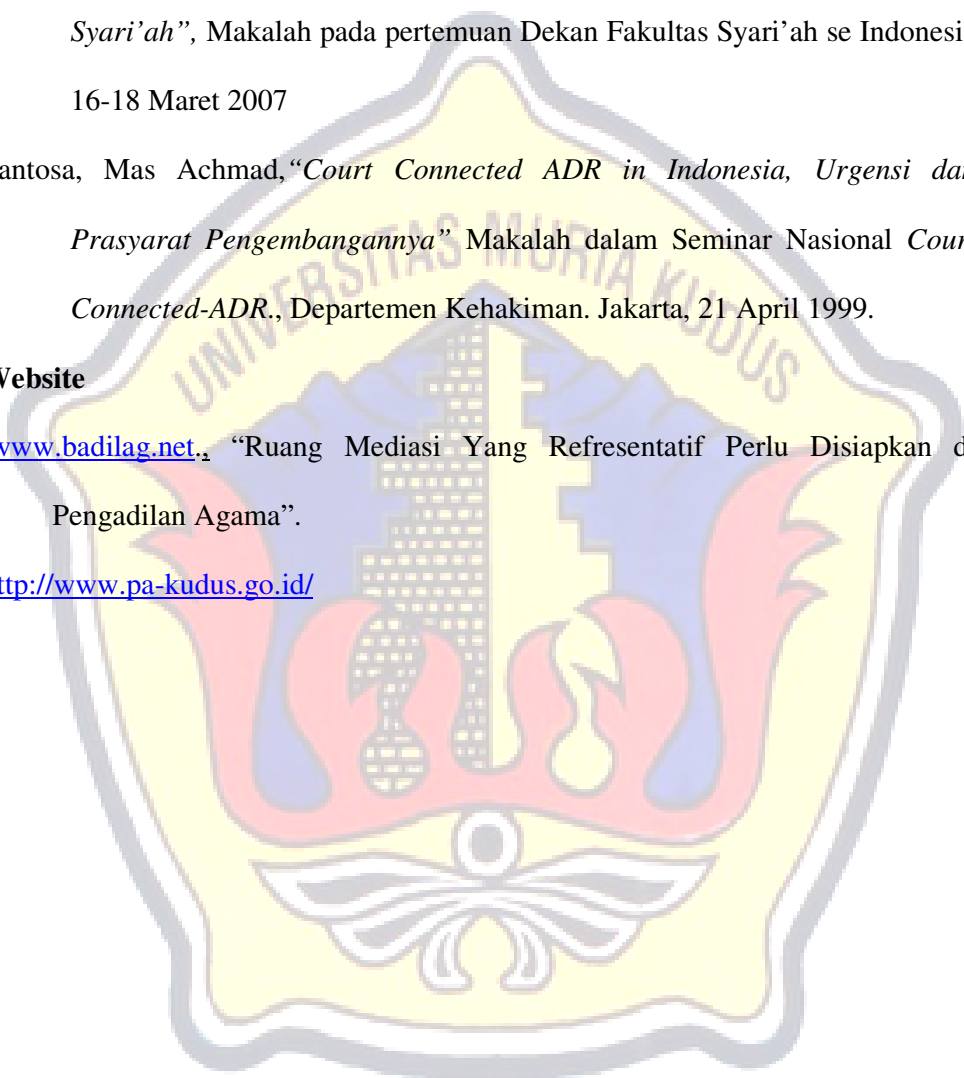 Syari’ah”, Makalah pada pertemuan Dekan Fakultas Syari’ah se Indonesi
16-18 Maret 2007
antosa, Mas Achmad,“Court Connected ADR in Indonesia, Urgensi dan
Prasyarat Pengembangannya” Makalah dalam Seminar Nasional Cour
Connected-ADR., Departemen Kehakiman. Jakarta, 21 April 1999.
UNIVERSITAS MURIA KUDUS
Website
www.badilag.net., “Ruang Mediasi Yang Refresentatif Perlu Disiapkan d
Pengadilan Agama”.
ttp://www.pa-kudus.go.id/